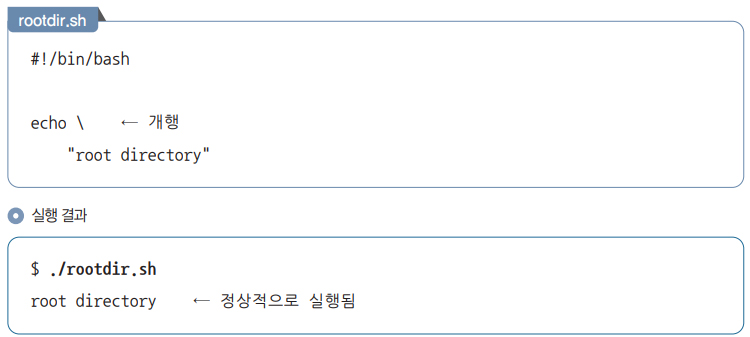 rootdir.sh
#!/bin/bash
echo \ ← 개행
"root directory"
실행 결과
$ ./rootdir.sh
root directory ← 정상적으로 실행됨